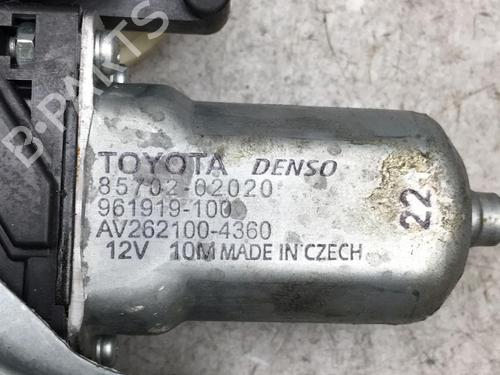 TOYOTA DENSO
85702-02020
961919-100
AV262100-4360
12V 10M MADE IN CZECH
22
B-PARTS